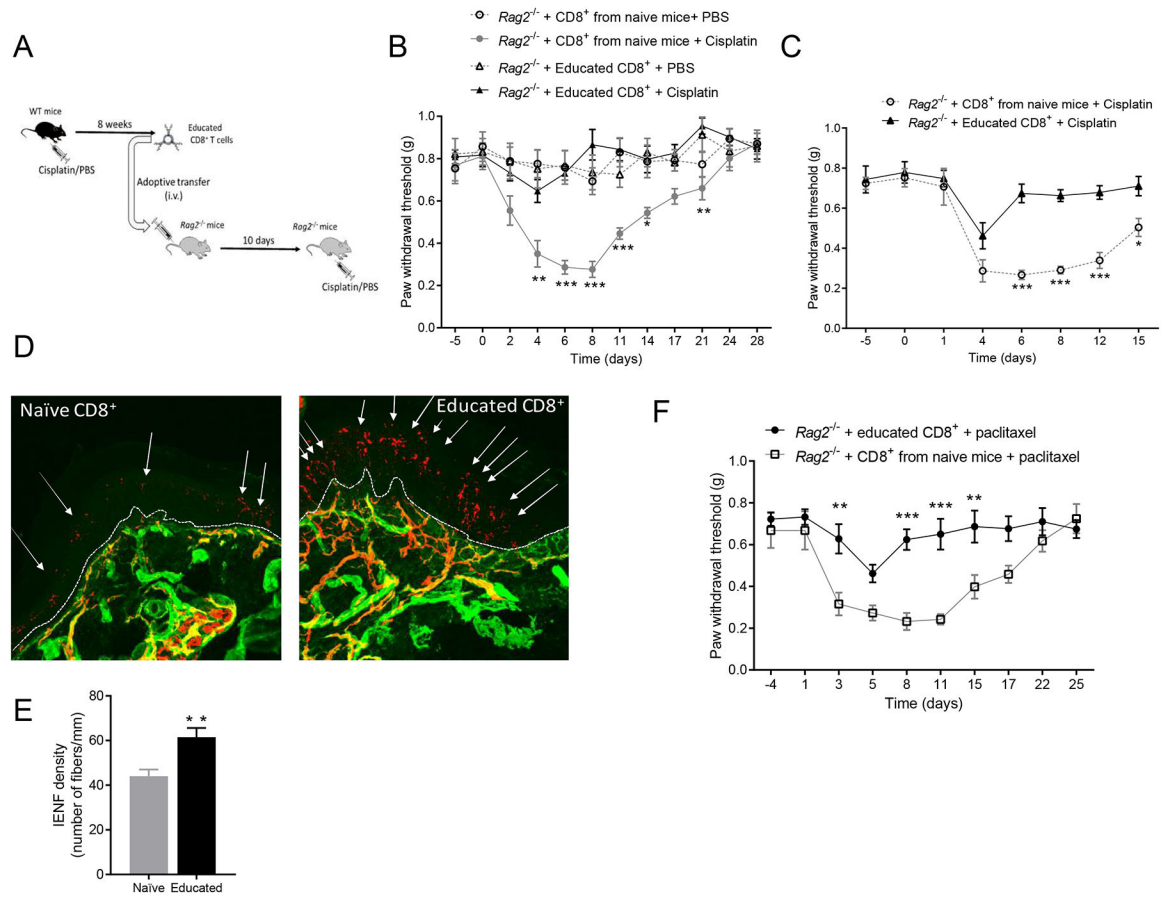 A
WT mice
8 weeks
Educated
CD8⁺ T cells
Cisplatin/PBS
Adoptive transfer
(i.v.)
Rag2⁻/⁻ mice
10 days
Rag2⁻/⁻ mice
Cisplatin/PBS
B
Rag2⁻/⁻ + CD8⁺ from naive mice+ PBS
Rag2⁻/⁻ + CD8⁺ from naive mice + Cisplatin
Rag2⁻/⁻ + Educated CD8⁺ + PBS
Rag2⁻/⁻ + Educated CD8⁺ + Cisplatin
Paw withdrawal threshold (g)
1.0
0.8
0.6
0.4
0.2
0.0
** *** *** *** * **
-5 0 2 4 6 8 11 14 17 21 24 28
Time (days)
C
Rag2⁻/⁻ + CD8⁺ from naive mice + Cisplatin
Rag2⁻/⁻ + Educated CD8⁺ + Cisplatin
Paw withdrawal threshold (g)
1.0
0.8
0.6
0.4
0.2
0.0
*** *** *** *
-5 0 1 4 6 8 12 15
Time (days)
D
Naïve CD8⁺
Educated CD8⁺
E
IENF density
(number of fibers/mm)
80
60
40
20
0
* *
Naïve Educated
F
Rag2⁻/⁻ + educated CD8⁺ + paclitaxel
Rag2⁻/⁻ + CD8⁺ from naive mice + paclitaxel
Paw withdrawal threshold (g)
1.0
0.8
0.6
0.4
0.2
0.0
** *** *** **
-4 1 3 5 8 11 15 17 22 25
Time (days)